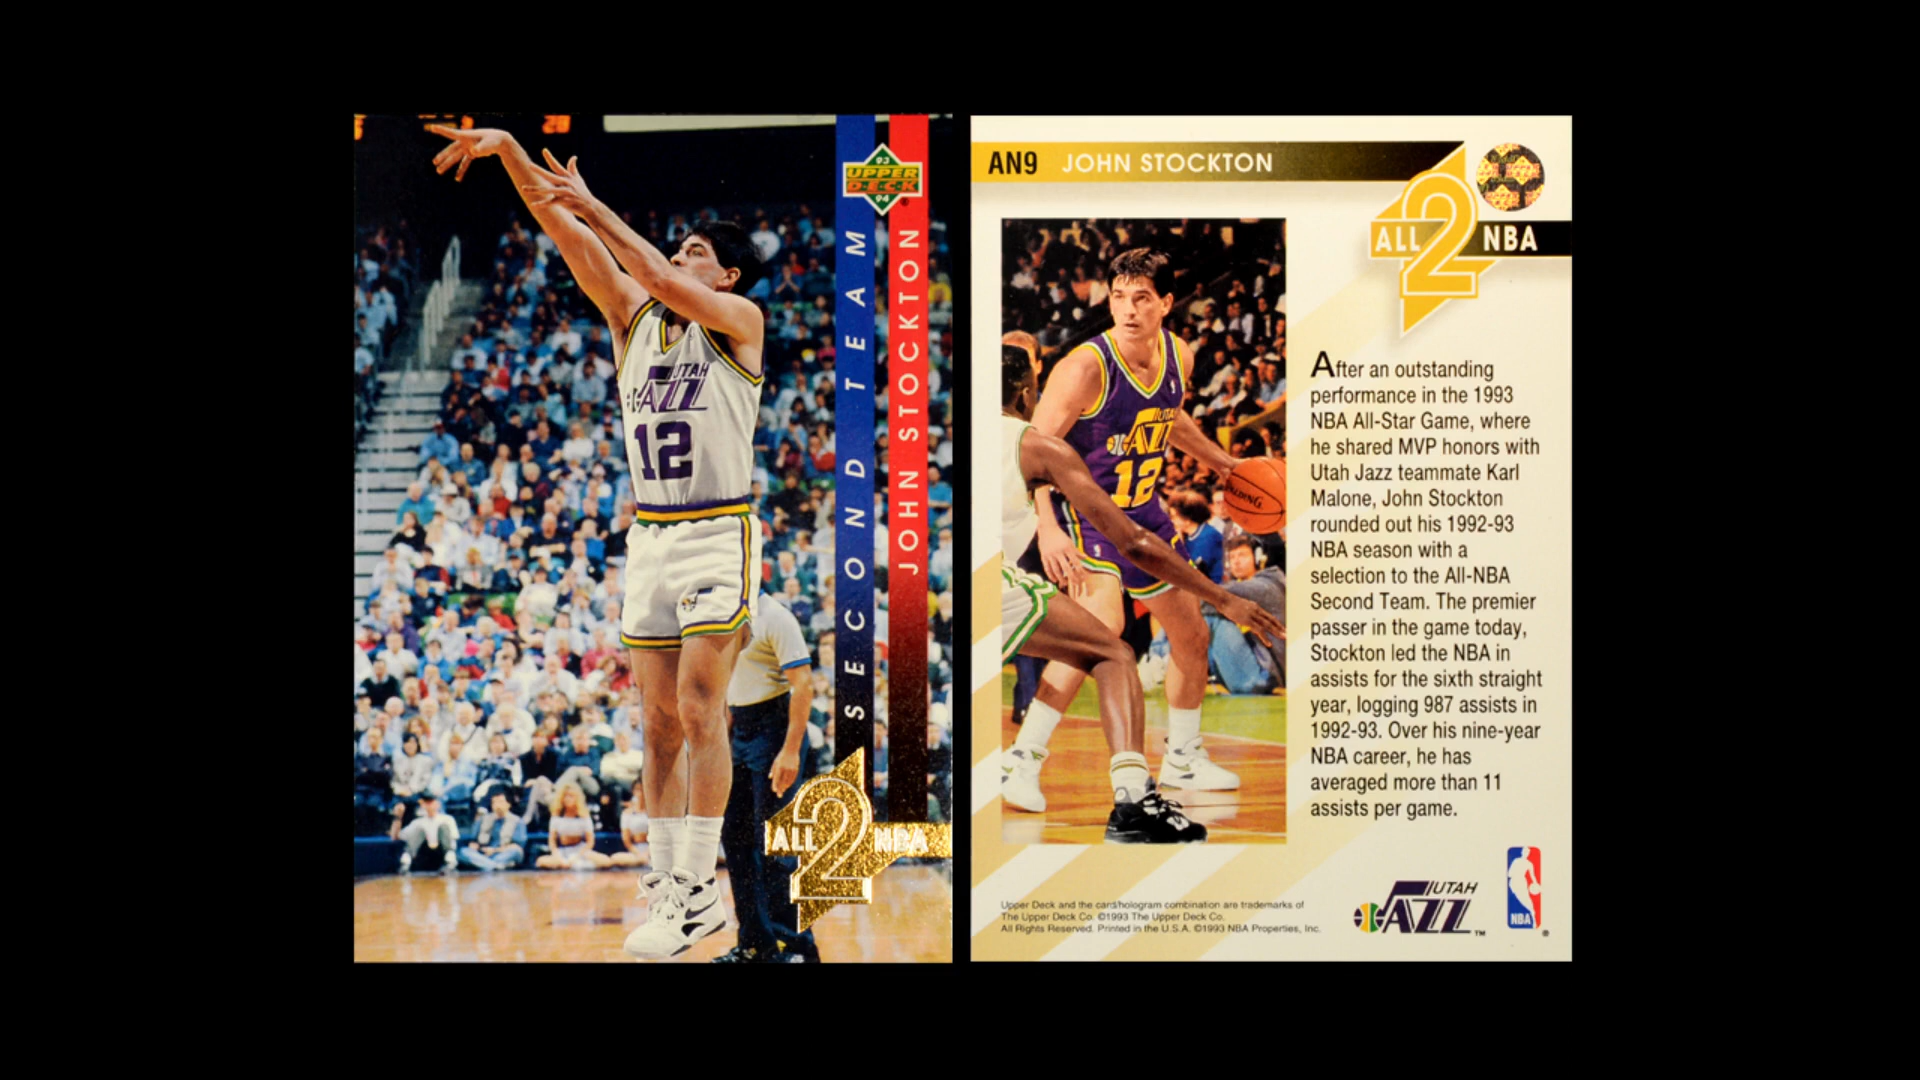 93
UPPER
D·E·C·K
94
SECOND TEAM
JOHN STOCKTON
UTAH
JAZZ
12
ALL 2 NBA
AN9 JOHN STOCKTON
ALL 2 NBA
UTAH
JAZZ
12
SPALDING
After an outstanding
performance in the 1993
NBA All-Star Game, where
he shared MVP honors with
Utah Jazz teammate Karl
Malone, John Stockton
rounded out his 1992-93
NBA season with a
selection to the All-NBA
Second Team. The premier
passer in the game today,
Stockton led the NBA in
assists for the sixth straight
year, logging 987 assists in
1992-93. Over his nine-year
NBA career, he has
averaged more than 11
assists per game.
Upper Deck and the card/hologram combination are trademarks of
The Upper Deck Co. ©1993 The Upper Deck Co.
All Rights Reserved. Printed in the U.S.A. ©1993 NBA Properties, Inc.
UTAH
JAZZ™
NBA®